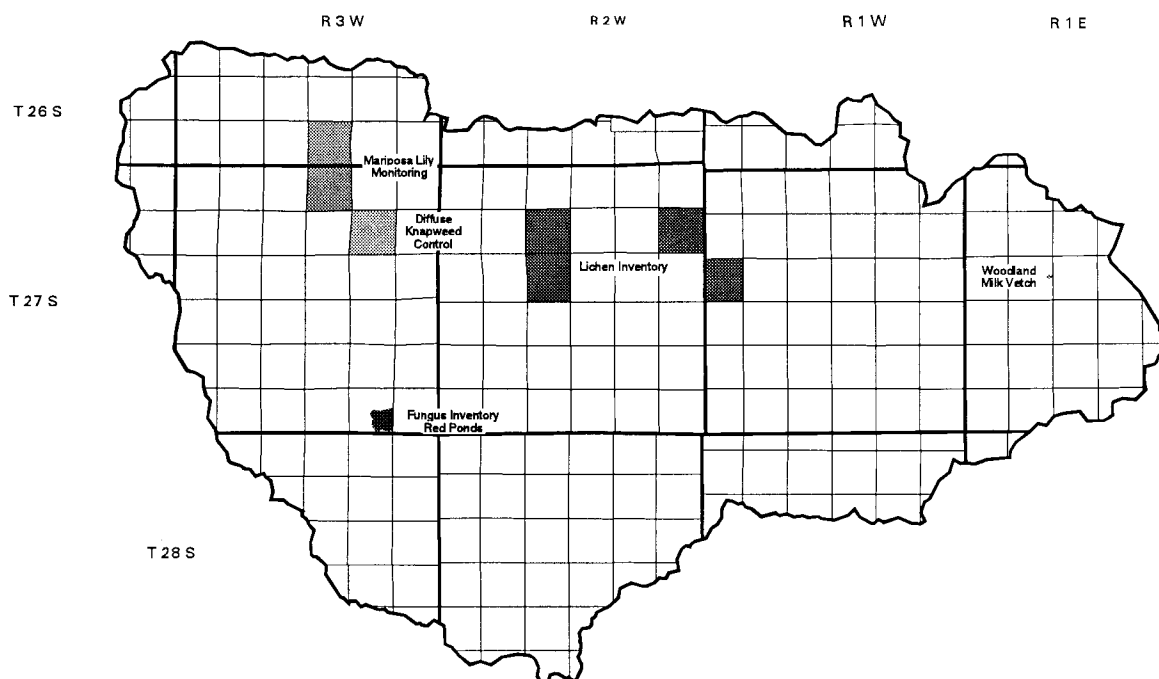 R 3 W
R 2 W
R 1 W
R 1 E
T 26 S
Mariposa Lily
Monitoring
Diffuse
Knapweed
Control
Lichen Inventory
Woodland
Milk Vetch
T 27 S
Fungus Inventory
Red Ponds
T 28 S